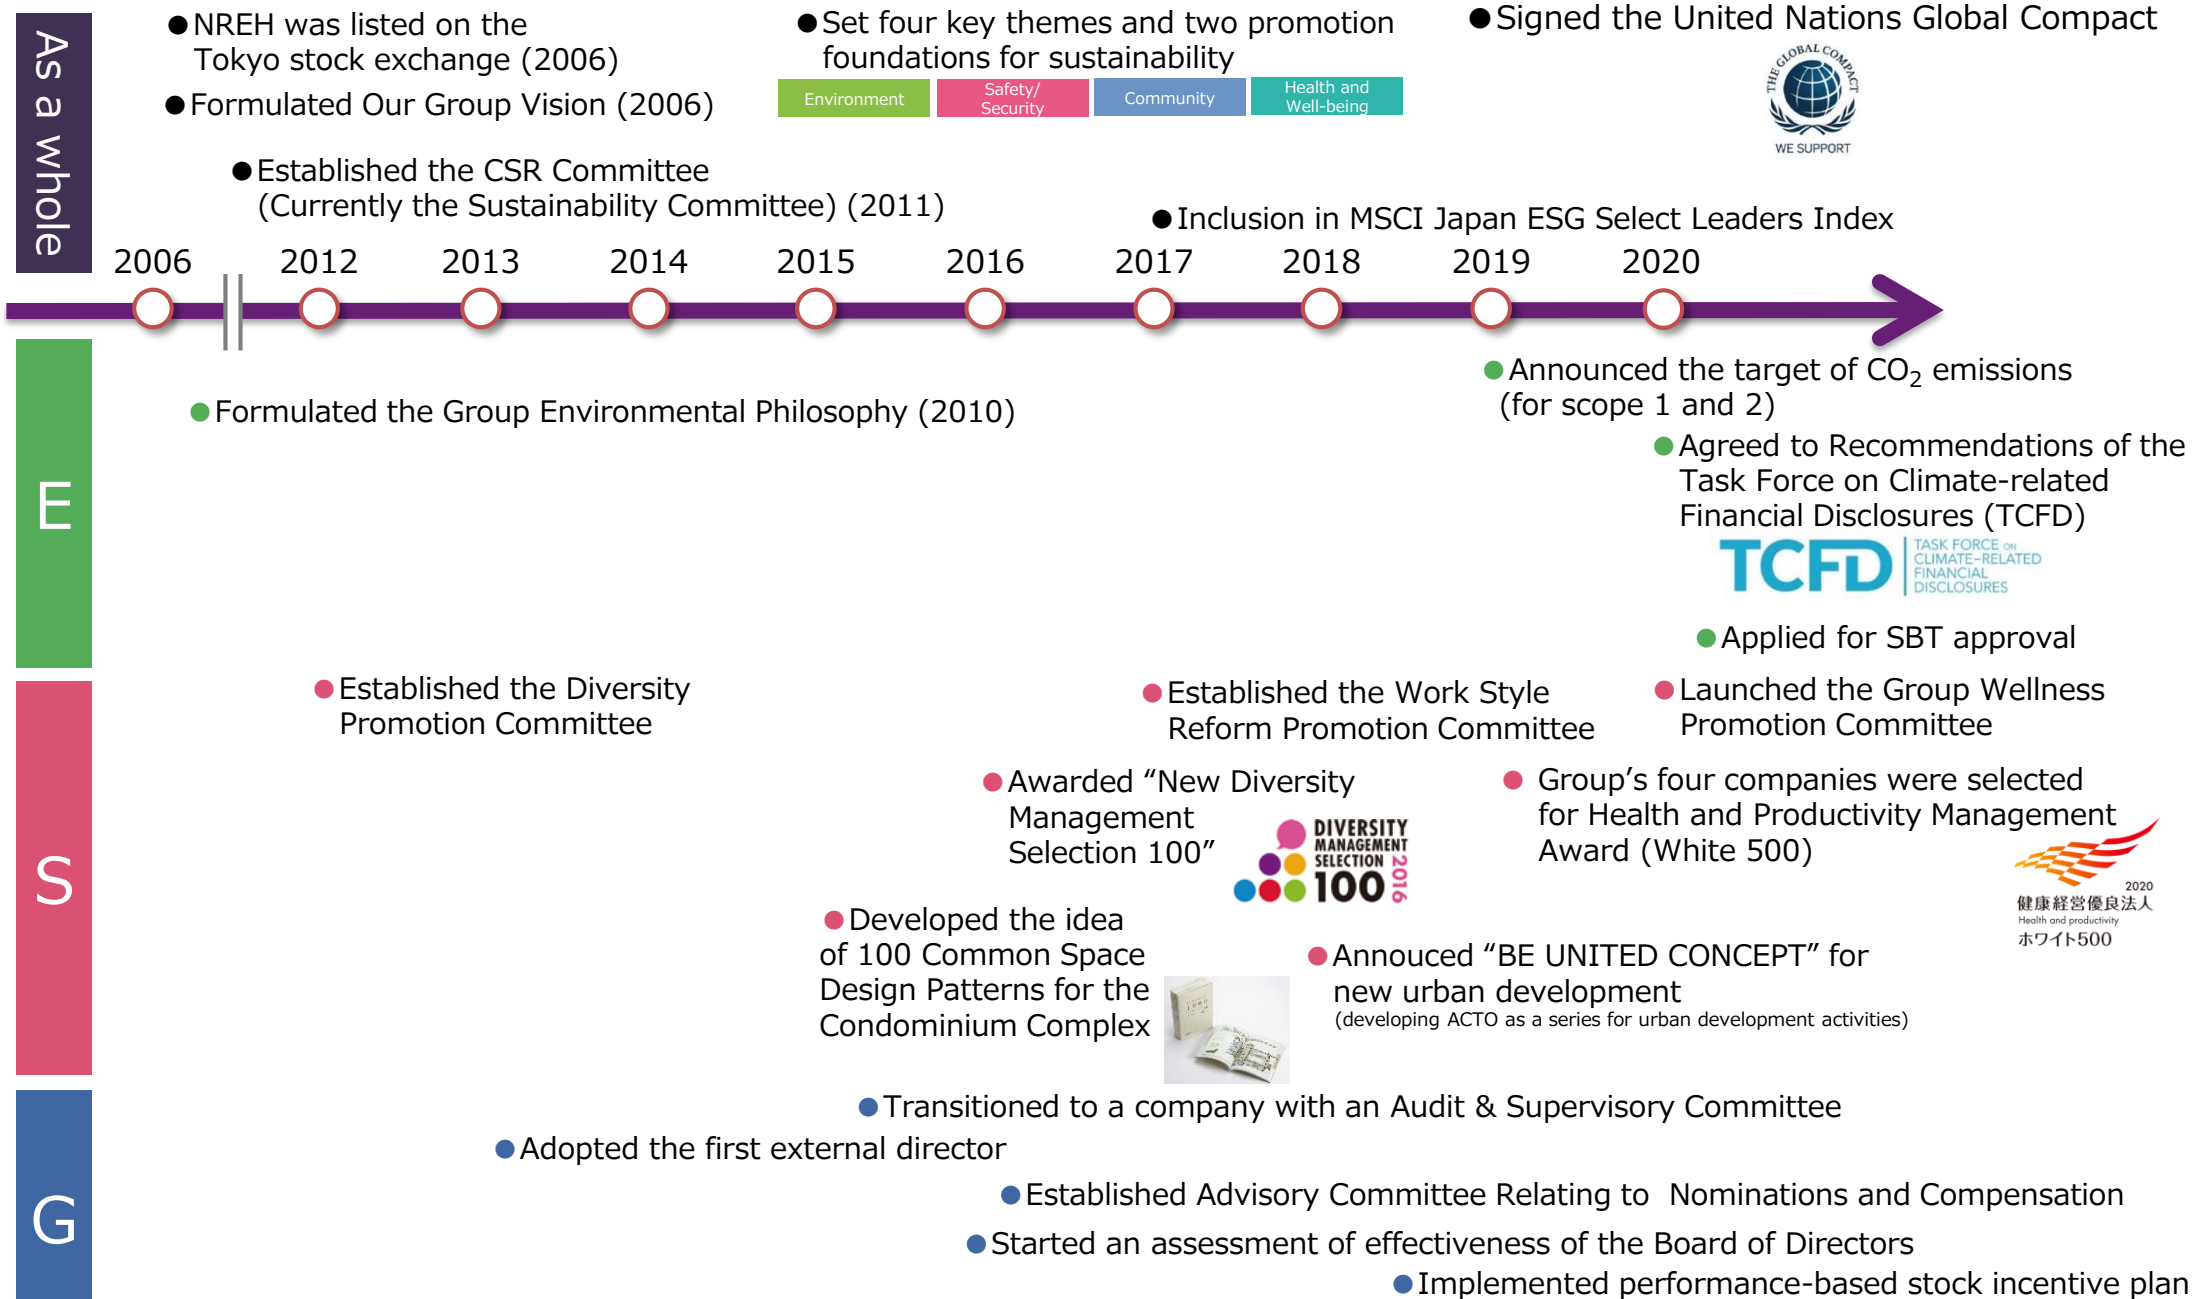 As a whole
●NREH was listed on the
Tokyo stock exchange (2006)
●Formulated Our Group Vision (2006)
●Set four key themes and two promotion
foundations for sustainability
Environment
Safety/
Security
Community
Health and
Well-being
●Signed the United Nations Global Compact
THE GLOBAL COMPACT
WE SUPPORT
●Established the CSR Committee
(Currently the Sustainability Committee) (2011)
●Inclusion in MSCI Japan ESG Select Leaders Index
2006 2012 2013 2014 2015 2016 2017 2018 2019 2020
E
●Announced the target of CO₂ emissions
(for scope 1 and 2)
●Formulated the Group Environmental Philosophy (2010)
●Agreed to Recommendations of the
Task Force on Climate-related
Financial Disclosures (TCFD)
TCFD
TASK FORCE ON
CLIMATE-RELATED
FINANCIAL
DISCLOSURES
●Applied for SBT approval
S
●Established the Diversity
Promotion Committee
●Established the Work Style
Reform Promotion Committee
●Launched the Group Wellness
Promotion Committee
●Awarded “New Diversity
Management
Selection 100”
DIVERSITY
MANAGEMENT
SELECTION
100
2016
● Group’s four companies were selected
for Health and Productivity Management
Award (White 500)
2020
健康経営優良法人
Health and productivity
ホワイト500
●Developed the idea
of 100 Common Space
Design Patterns for the
Condominium Complex
●Annouced “BE UNITED CONCEPT” for
new urban development
(developing ACTO as a series for urban development activities)
G
●Transitioned to a company with an Audit & Supervisory Committee
●Adopted the first external director
●Established Advisory Committee Relating to Nominations and Compensation
●Started an assessment of effectiveness of the Board of Directors
●Implemented performance-based stock incentive plan